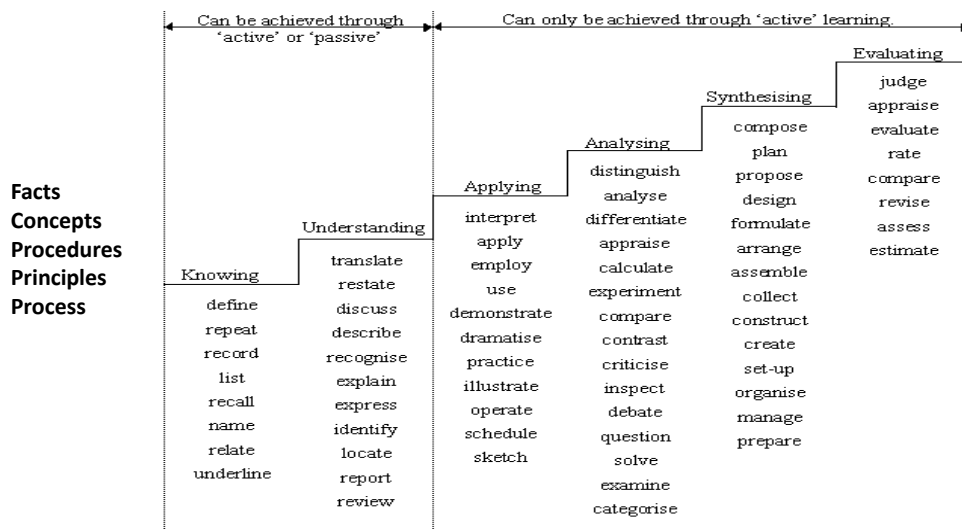 Can be achieved through
'active' or 'passive'
Can only be achieved through 'active' learning.
Facts
Concepts
Procedures
Principles
Process
Knowing
define
repeat
record
list
recall
name
relate
underline
Understanding
translate
restate
discuss
describe
recognise
explain
express
identify
locate
report
review
Applying
interpret
apply
employ
use
demonstrate
dramatise
practice
illustrate
operate
schedule
sketch
Analysing
distinguish
analyse
differentiate
appraise
calculate
experiment
compare
contrast
criticise
inspect
debate
question
solve
examine
categorise
Synthesising
compose
plan
propose
design
formulate
arrange
assemble
collect
construct
create
set-up
organise
manage
prepare
Evaluating
judge
appraise
evaluate
rate
compare
revise
assess
estimate